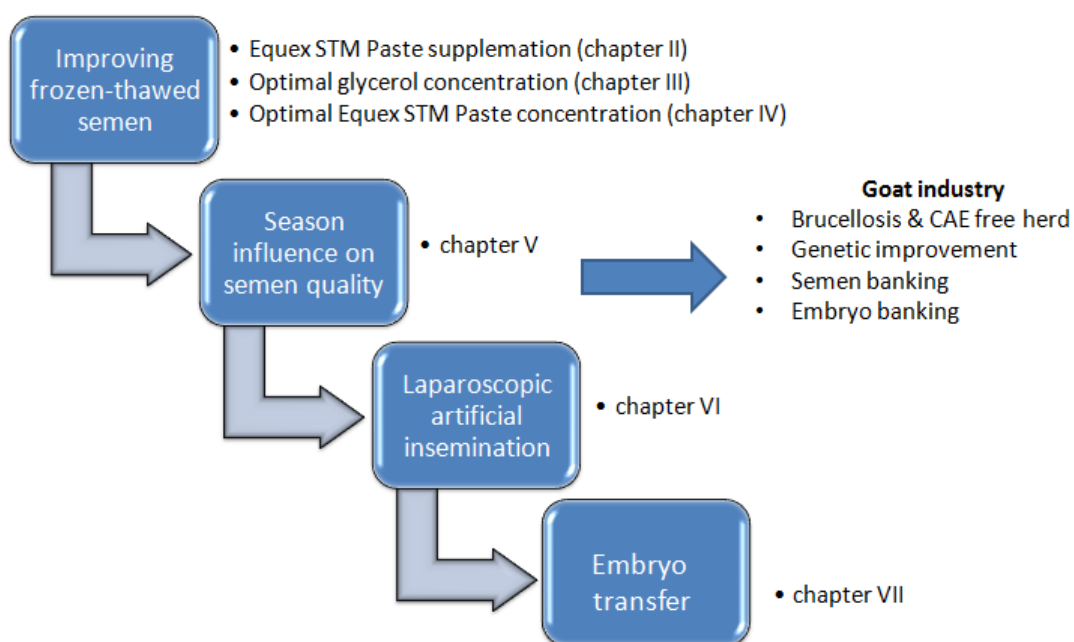 Improving
frozen-thawed
semen
• Equex STM Paste supplemation (chapter II)
• Optimal glycerol concentration (chapter III)
• Optimal Equex STM Paste concentration (chapter IV)
Season
influence on
semen quality
• chapter V
Goat industry
• Brucellosis & CAE free herd
• Genetic improvement
• Semen banking
• Embryo banking
Laparoscopic
artificial
insemination
• chapter VI
Embryo
transfer
• chapter VII